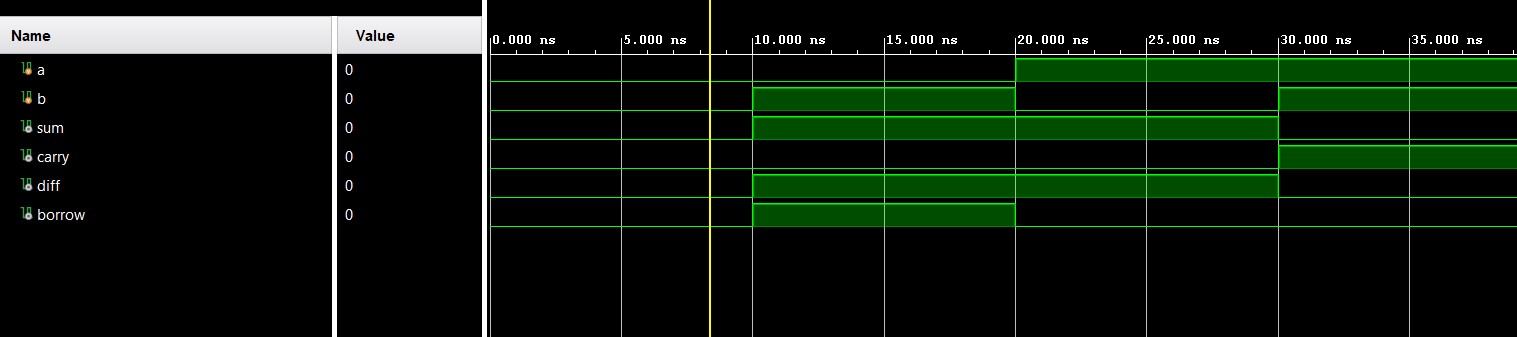 Name Value
0.000 ns 5.000 ns 10.000 ns 15.000 ns 20.000 ns 25.000 ns 30.000 ns 35.000 ns
a 0
b 0
sum 0
carry 0
diff 0
borrow 0